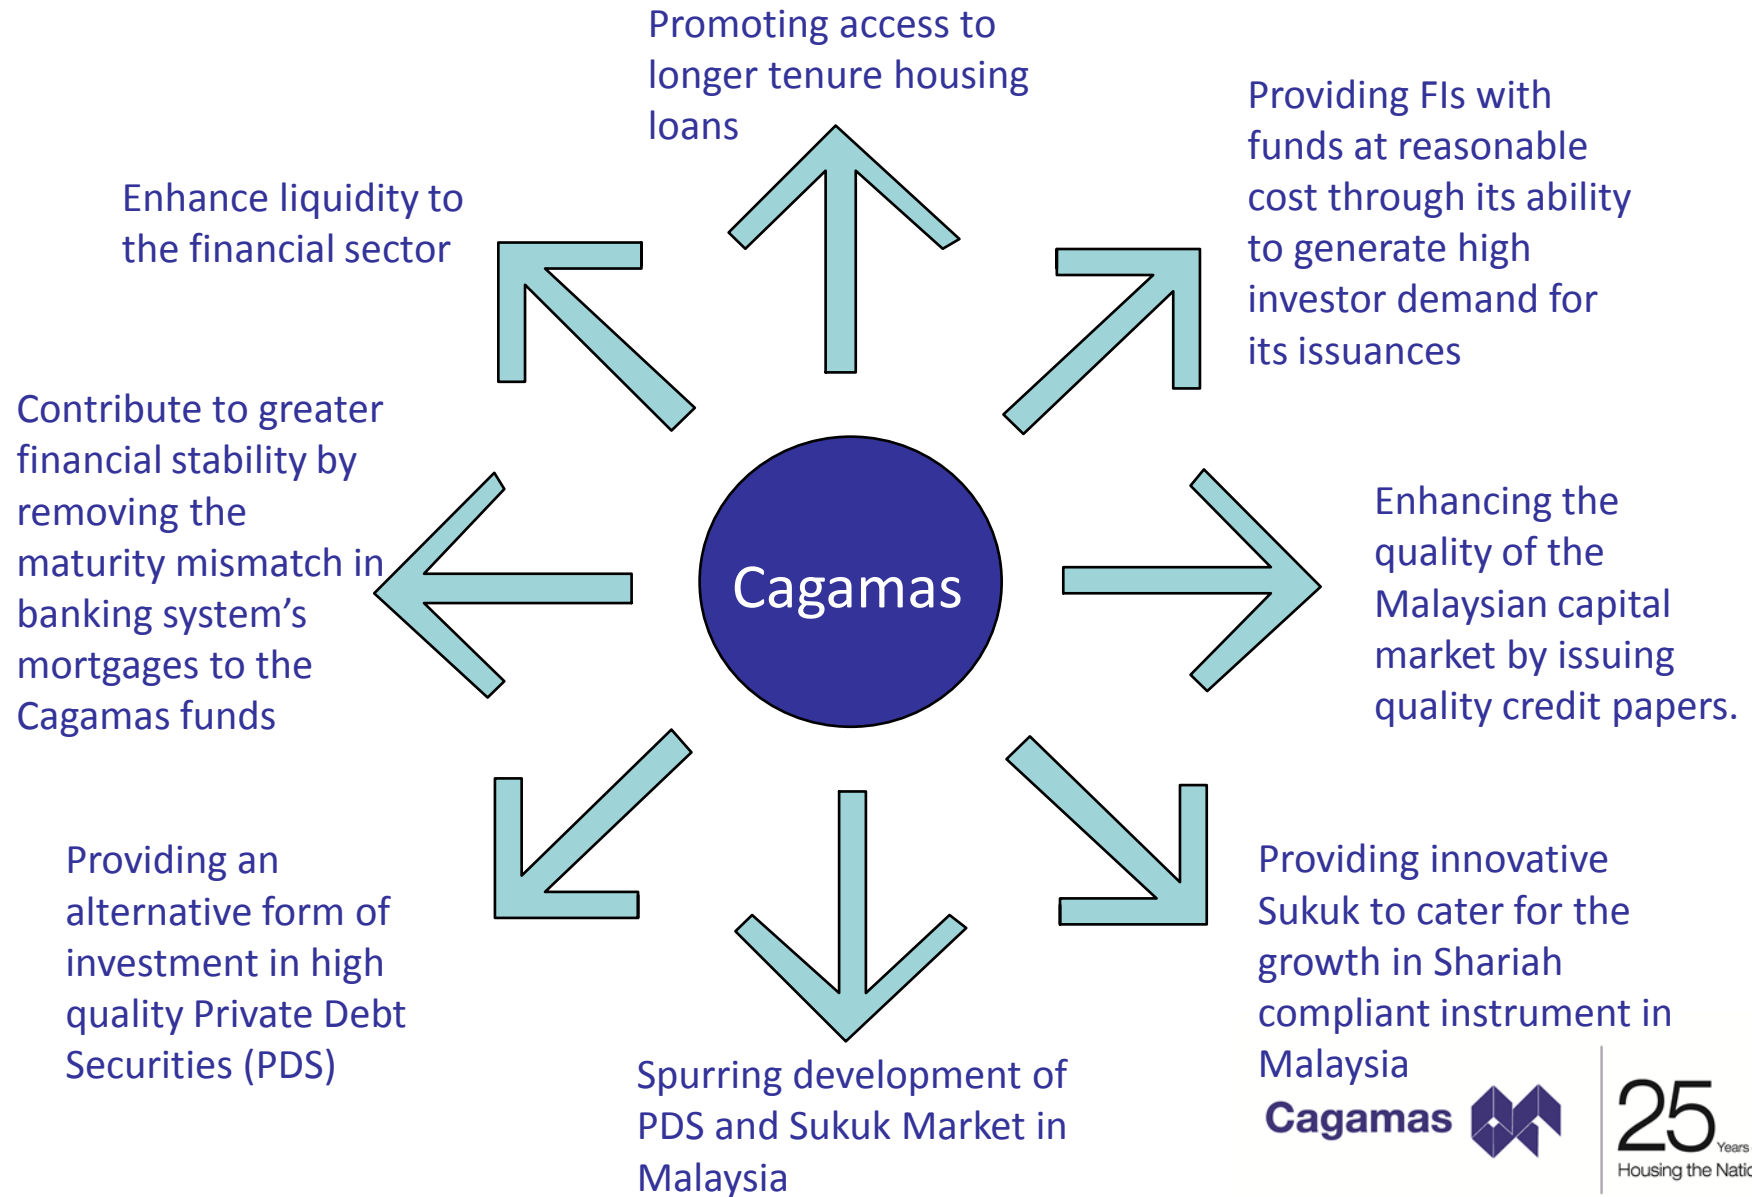 Promoting access to
longer tenure housing
loans
Providing FIs with
funds at reasonable
cost through its ability
to generate high
investor demand for
its issuances
Enhance liquidity to
the financial sector
Contribute to greater
financial stability by
removing the
maturity mismatch in
banking system’s
mortgages to the
Cagamas funds
Cagamas
Enhancing the
quality of the
Malaysian capital
market by issuing
quality credit papers.
Providing an
alternative form of
investment in high
quality Private Debt
Securities (PDS)
Spurring development of
PDS and Sukuk Market in
Malaysia
Providing innovative
Sukuk to cater for the
growth in Shariah
compliant instrument in
Malaysia
Cagamas
25
Years
Housing the